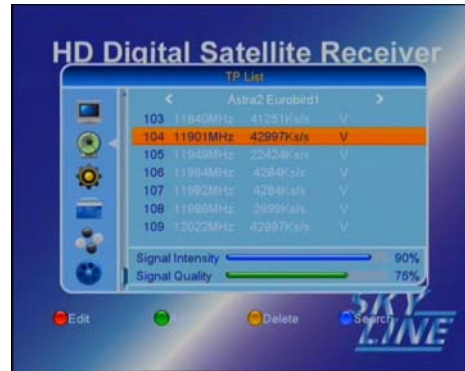 HD Digital Satellite Receiver
TP List
< Astra2 Eurobird1 >
103 11840MHz 41251Ks/s V
104 11901MHz 42997Ks/s V
105 11948MHz 22424Ks/s V
106 11964MHz 4284Ks/s V
107 11992MHz 4284Ks/s V
108 11996MHz 2999Ks/s V
109 12022MHz 42997Ks/s V
Signal Intensity 90%
Signal Quality 76%
Edit Delete Search
SKY
LINE